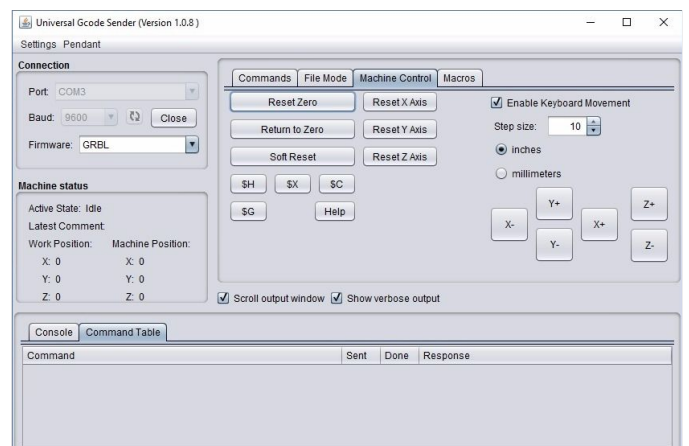 Universal Gcode Sender (Version 1.0.8 )
Settings Pendant
Connection
Port: COM3
Baud: 9600 Close
Firmware: GRBL
Machine status
Active State: Idle
Latest Comment:
Work Position: Machine Position:
X: 0 X: 0
Y: 0 Y: 0
Z: 0 Z: 0
Commands File Mode Machine Control Macros
Reset Zero Reset X Axis
Return to Zero Reset Y Axis
Soft Reset Reset Z Axis
$H $X $C
$G Help
Enable Keyboard Movement
Step size: 10
inches
millimeters
Y+ Z+
X- X+
Y- Z-
Scroll output window Show verbose output
Console Command Table
Command Sent Done Response